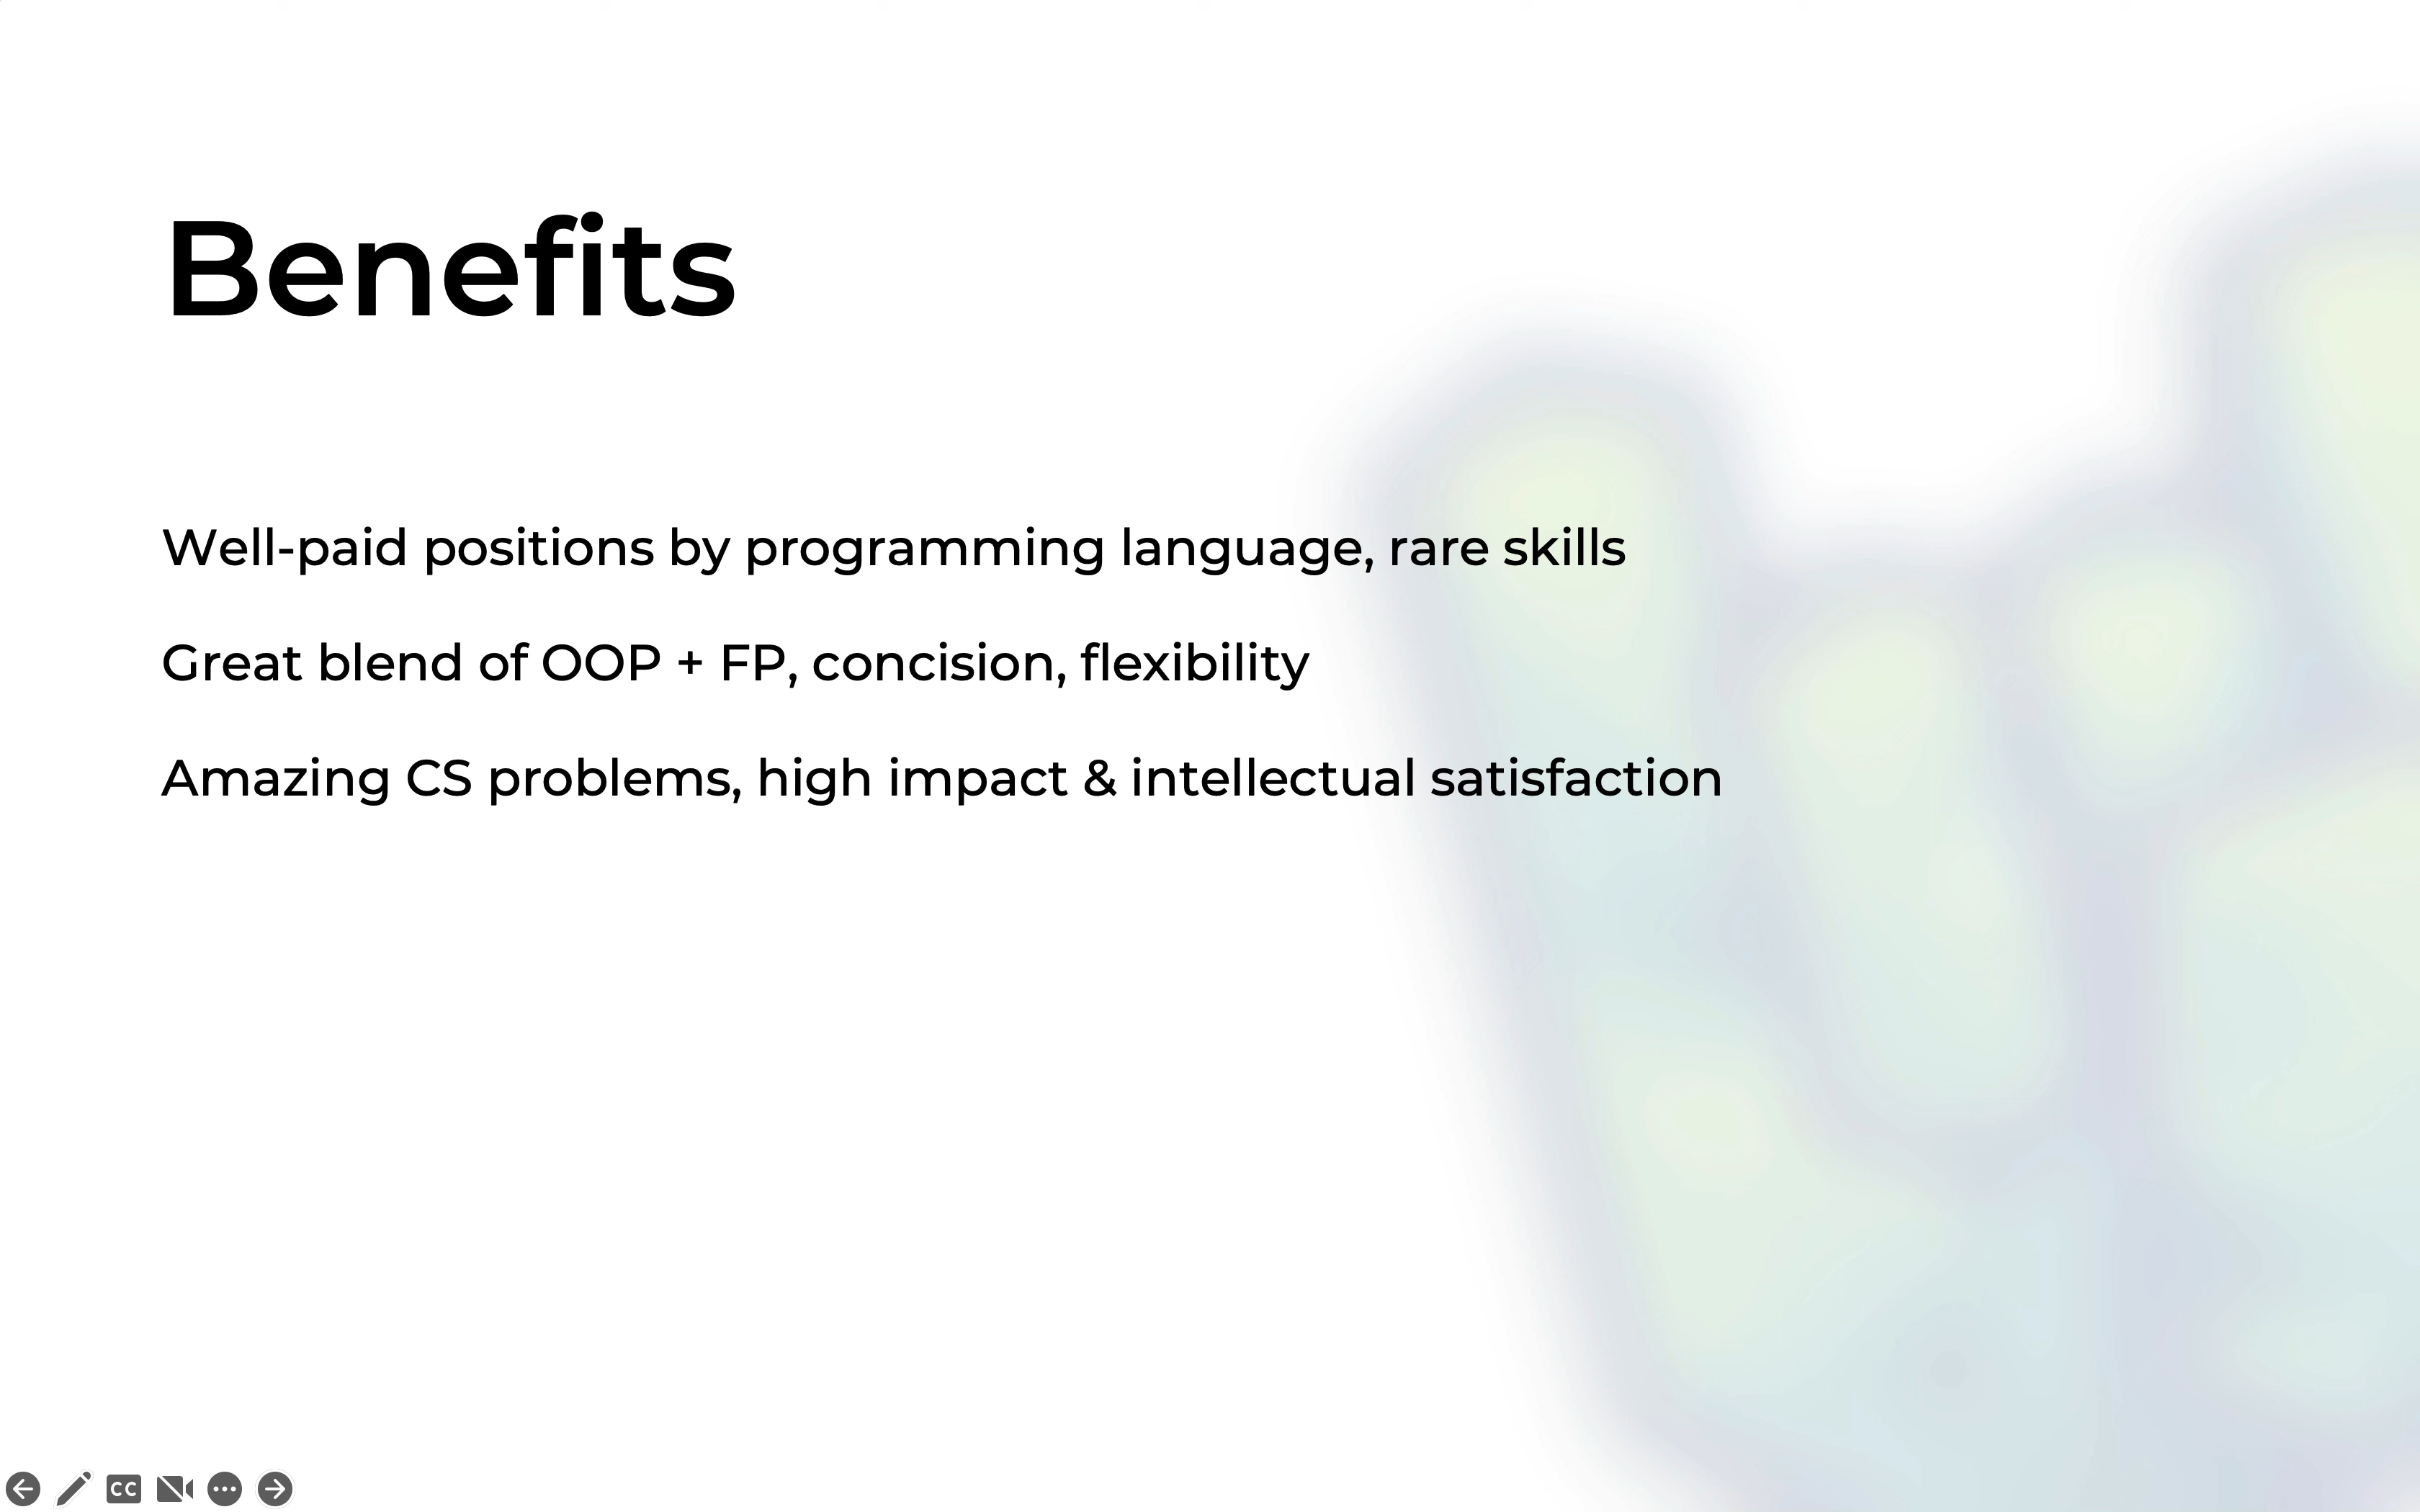 Benefits
Well-paid positions by programming language, rare skills
Great blend of OOP + FP, concision, flexibility
Amazing CS problems, high impact & intellectual satisfaction
CC